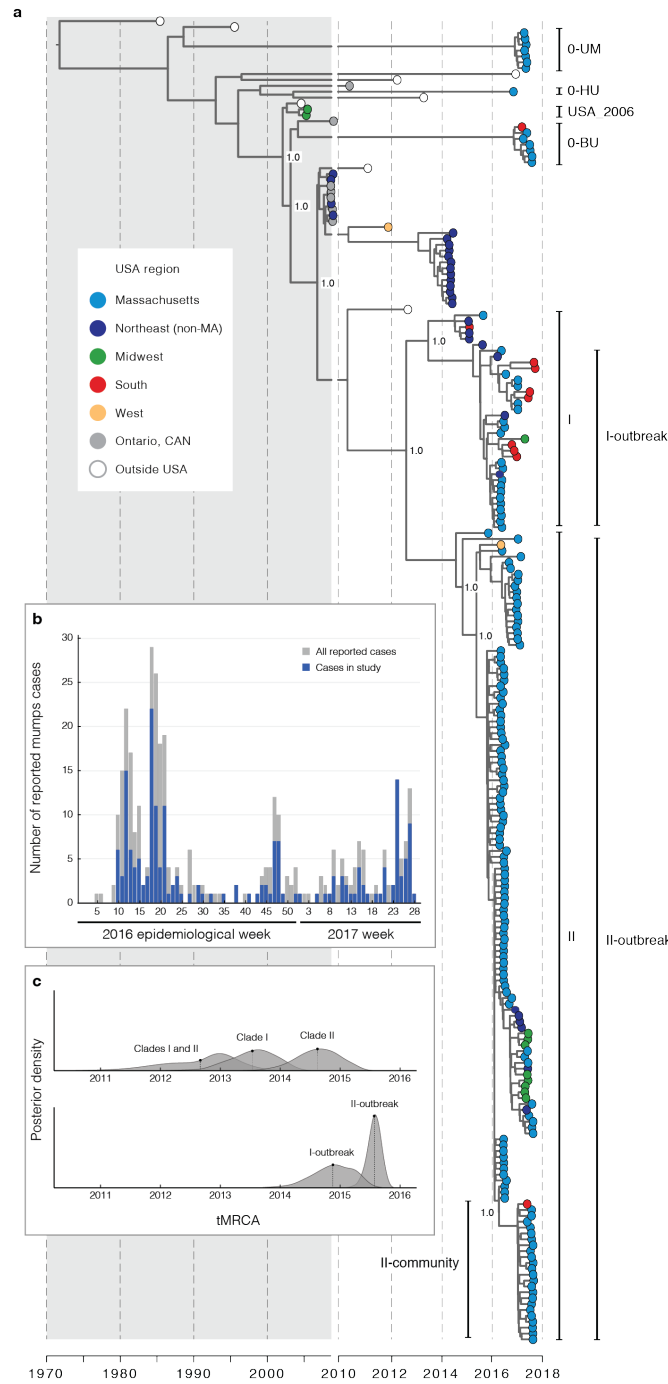 a
0-UM
0-HU
USA_2006
0-BU
1.0
1.0
1.0
USA region
Massachusetts
Northeast (non-MA)
Midwest
South
West
Ontario, CAN
Outside USA
1.0
1.0
I
I-outbreak
1.0
1.0
b
30
25
20
15
10
5
0
Number of reported mumps cases
All reported cases
Cases in study
5 10 15 20 25 30 35 40 45 50 3 8 13 18 23 28
2016 epidemiological week 2017 week
II
II-outbreak
c
Posterior density
Clades I and II
Clade I
Clade II
2011 2012 2013 2014 2015 2016
II-outbreak
I-outbreak
2011 2012 2013 2014 2015 2016
tMRCA
1.0
II-community
1970 1980 1990 2000 2010 2012 2014 2016 2018